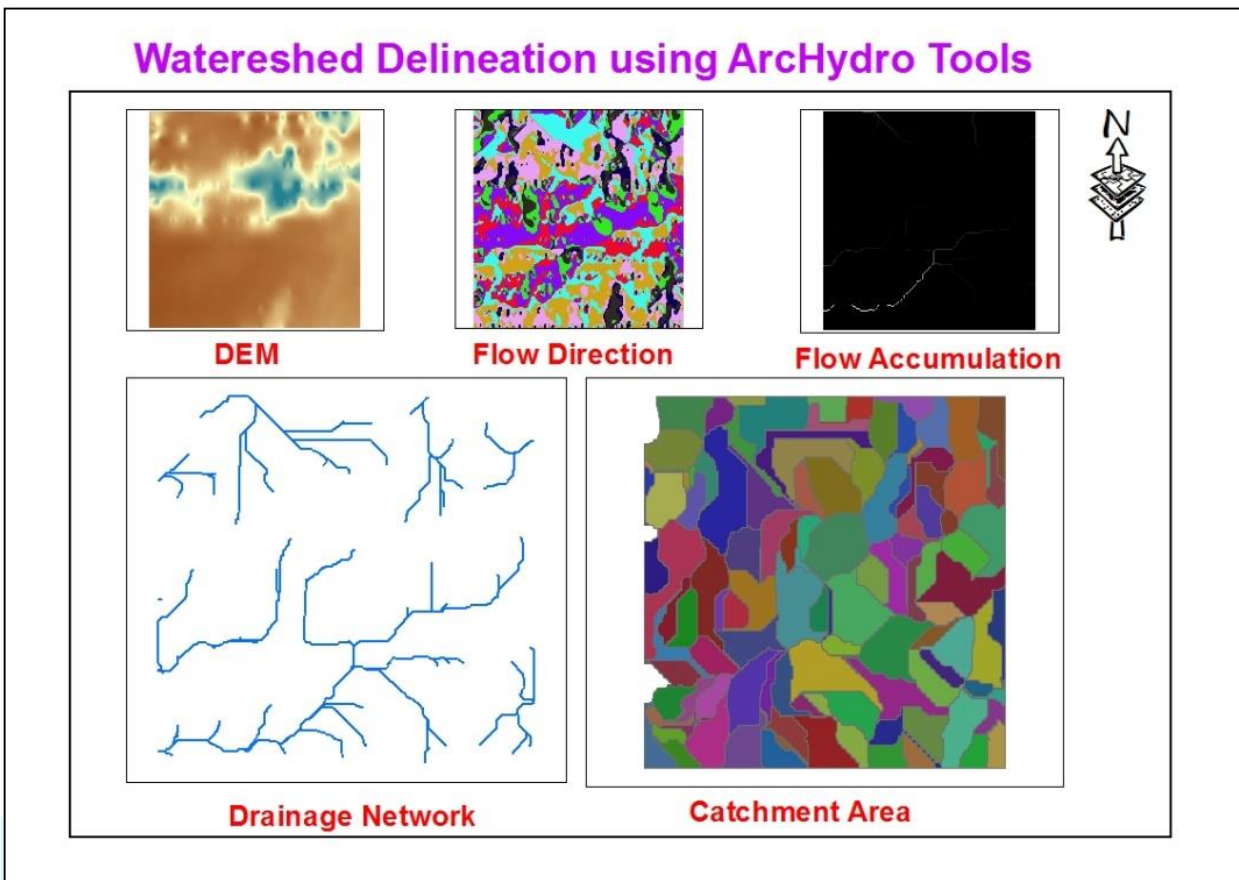 Watereshed Delineation using ArcHydro Tools
N
DEM
Flow Direction
Flow Accumulation
Drainage Network
Catchment Area